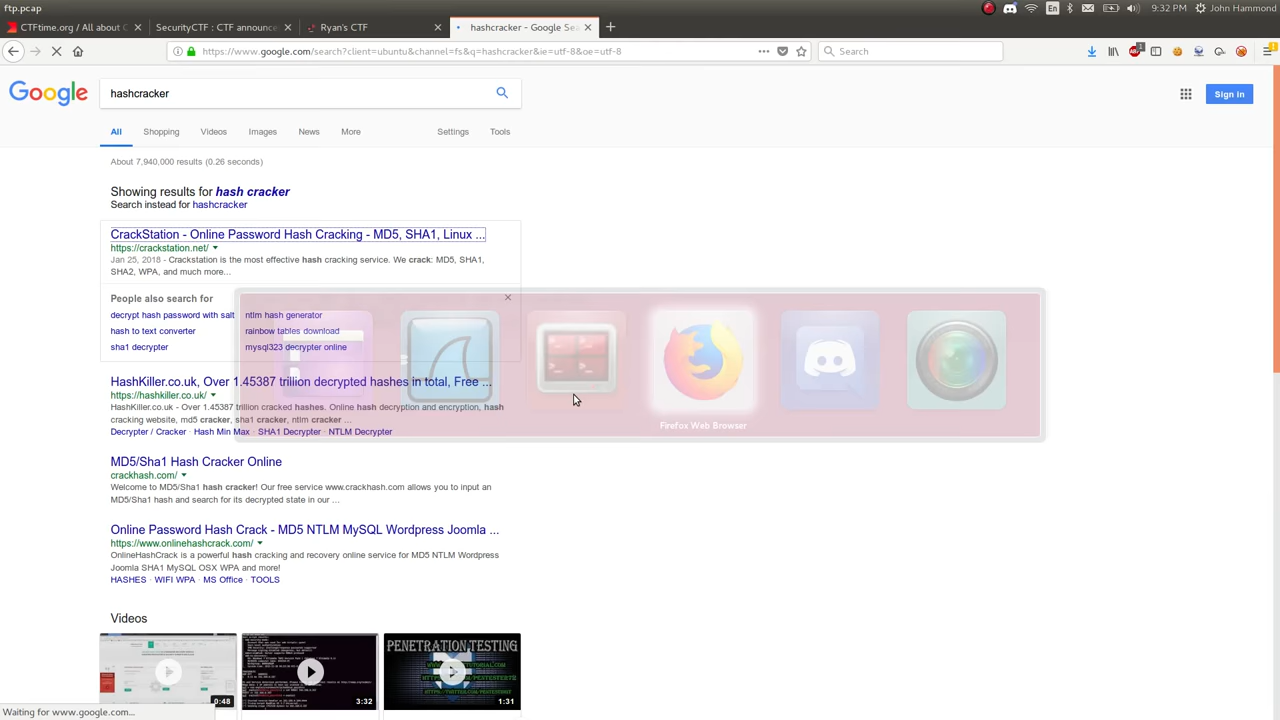 ftp.pcap
En
9:32 PM
John Hammond
CTFtime.org / All about C
SecurityCTF : CTF announc
Ryan's CTF
hashcracker - Google Sea
https://www.google.com/search?client=ubuntu&channel=fs&q=hashcracker&ie=utf-8&oe=utf-8
Search
Google
hashcracker
Sign in
All
Shopping
Videos
Images
News
More
Settings
Tools
About 7,940,000 results (0.26 seconds)
Showing results for hash cracker
Search instead for hashcracker
CrackStation - Online Password Hash Cracking - MD5, SHA1, Linux ...
https://crackstation.net/
Jan 25, 2018 - Crackstation is the most effective hash cracking service. We crack: MD5, SHA1,
SHA2, WPA, and much more...
People also search for
decrypt hash password with salt
ntlm hash generator
hash to text converter
rainbow tables download
sha1 decrypter
mysql323 decrypter online
HashKiller.co.uk, Over 1.45387 trillion decrypted hashes in total, Free ...
https://hashkiller.co.uk/
HashKiller.co.uk - Over 1.45387 trillion cracked hashes. Online hash decryption and encryption, hash
cracking website, md5 cracker, sha1 cracker, ntlm cracker ...
Decrypter / Cracker · Hash Min Max · SHA1 Decrypter · NTLM Decrypter
Firefox Web Browser
MD5/Sha1 Hash Cracker Online
crackhash.com/
Welcome to MD5/Sha1 hash cracker! Our free service www.crackhash.com allows you to input an
MD5/Sha1 hash and search for its decrypted state in our ...
Online Password Hash Crack - MD5 NTLM MySQL Wordpress Joomla ...
https://www.onlinehashcrack.com/
OnlineHashCrack is a powerful hash cracking and recovery online service for MD5 NTLM Wordpress
Joomla SHA1 MySQL OSX WPA and more!
HASHES · WIFI WPA · MS Office · TOOLS
Videos
0:48
3:32
PENETRATION TESTING
1:31
www.google.com...